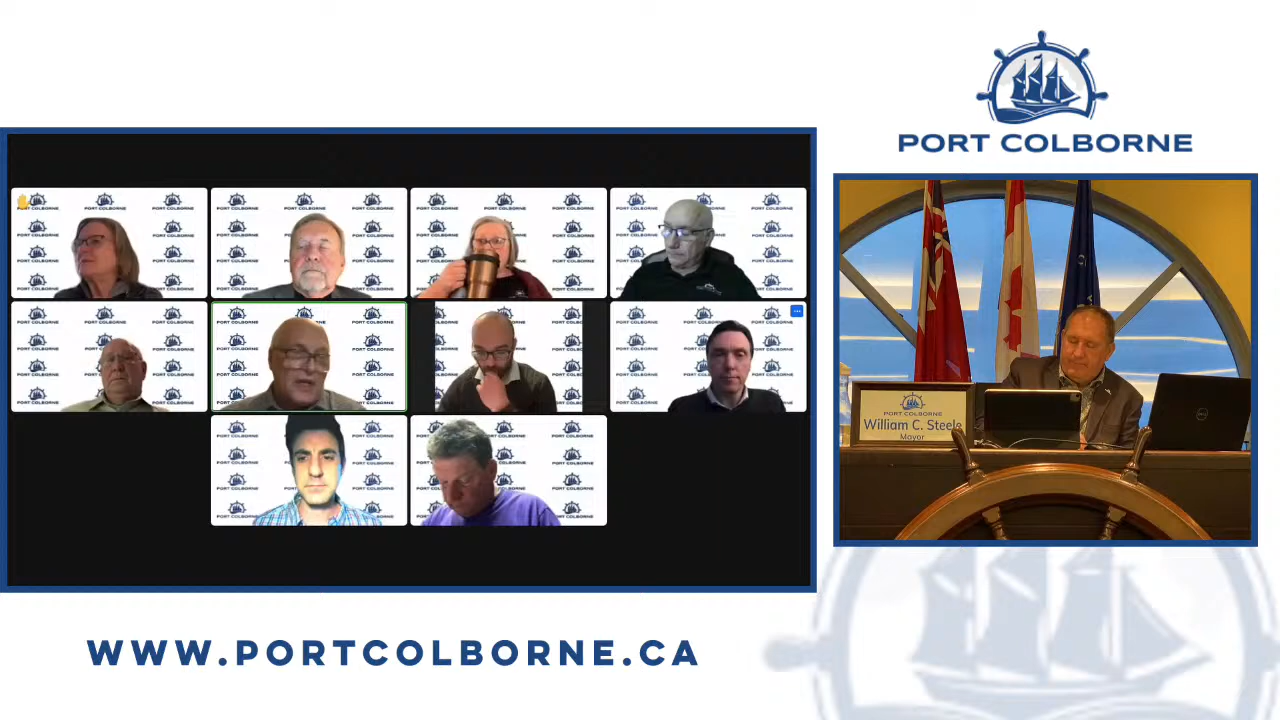 PORT COLBORNE
PORT COLBORNE
William C. Steele
Mayor
WWW.PORTCOLBORNE.CA